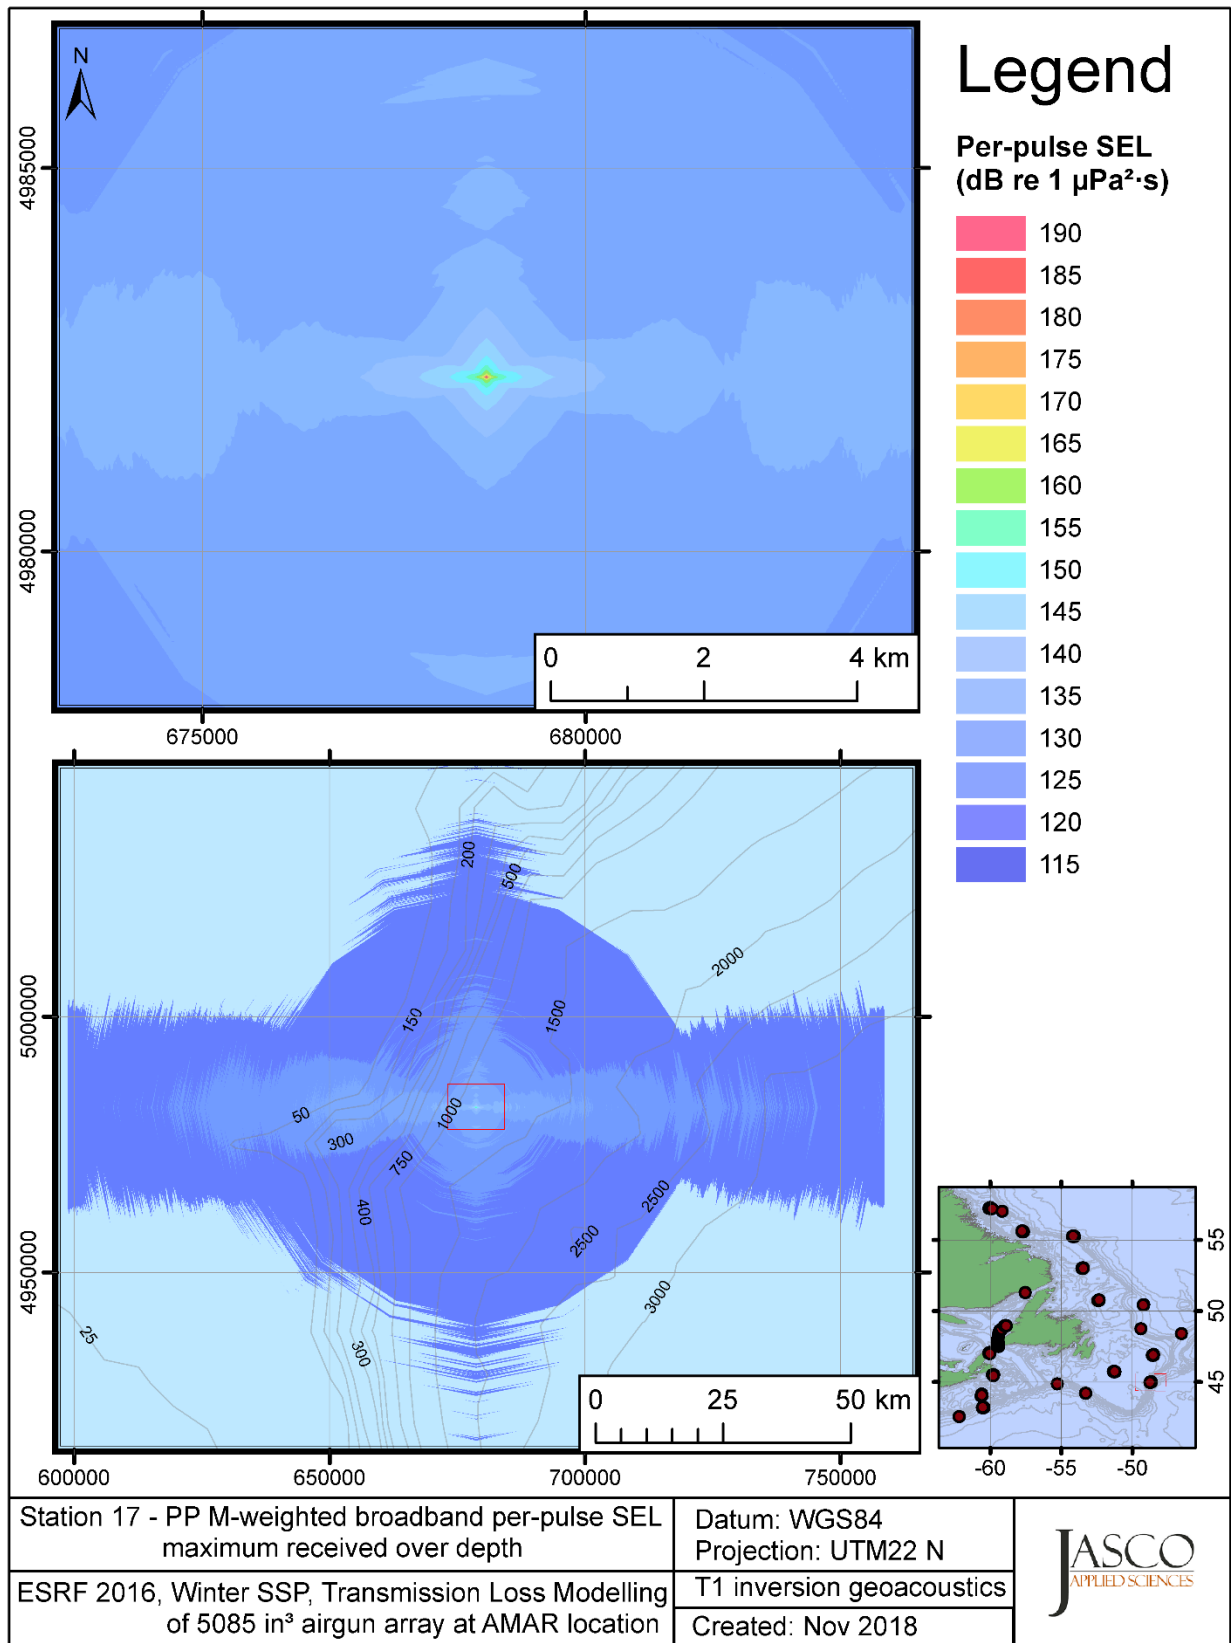 N
4985000
4980000
0 2 4 km
675000 680000
Legend
Per-pulse SEL
(dB re 1 µPa²·s)
190
185
180
175
170
165
160
155
150
145
140
135
130
125
120
115
5000000
4950000
200
500
2000
150
1500
50
300
1000
750
400
2500
2500
3000
25
300
0 25 50 km
600000 650000 700000 750000
55
50
45
-60 -55 -50
Station 17 - PP M-weighted broadband per-pulse SEL
maximum received over depth
ESRF 2016, Winter SSP, Transmission Loss Modelling
of 5085 in³ airgun array at AMAR location
Datum: WGS84
Projection: UTM22 N
T1 inversion geoacoustics
Created: Nov 2018
JASCO
APPLIED SCIENCES